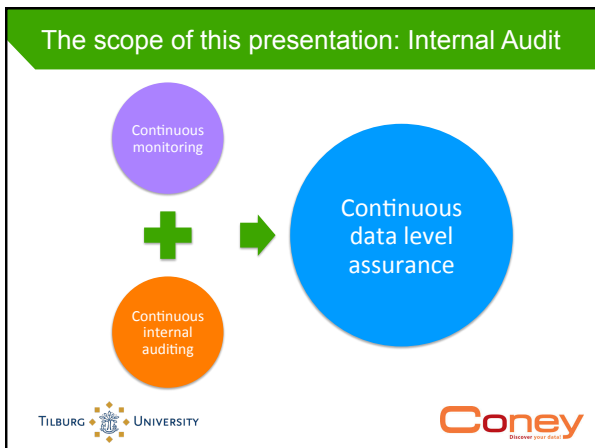 The scope of this presentation: Internal Audit
Continuous
monitoring
Continuous
internal
auditing
Continuous
data level
assurance
TILBURG UNIVERSITY
Coney
Discover your data!